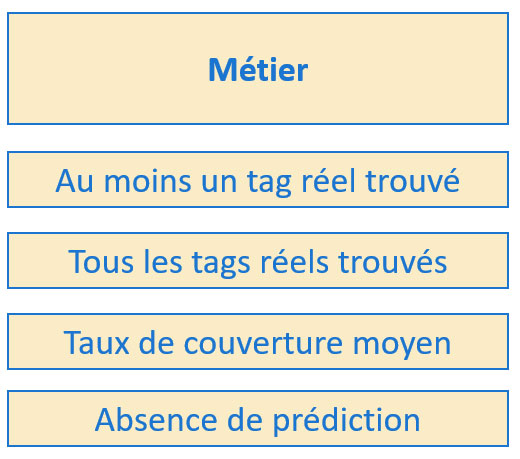 Métier
Au moins un tag réel trouvé
Tous les tags réels trouvés
Taux de couverture moyen
Absence de prédiction